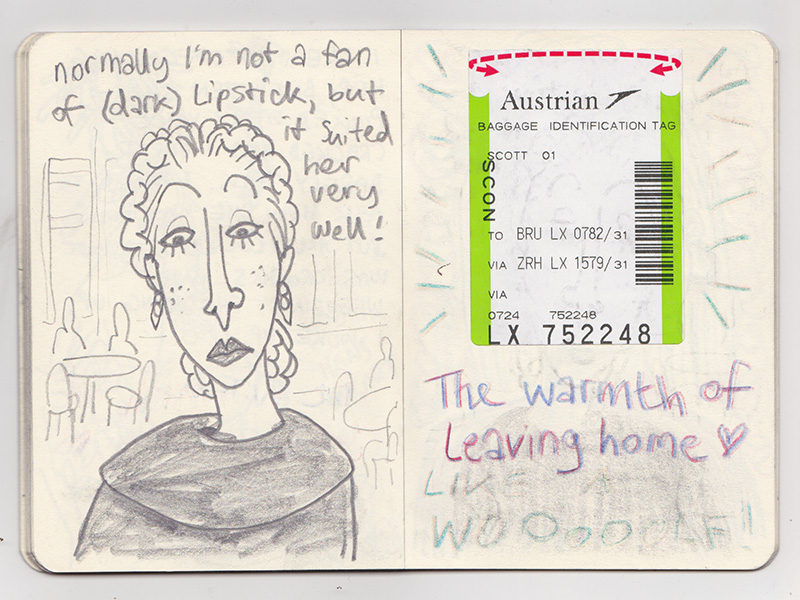 normally I'm not a fan
of (dark) Lipstick, but
it suited
her
very
well!
Austrian
BAGGAGE IDENTIFICATION TAG
SCOTT 01
SCON
TO BRU LX 0782/31
VIA ZRH LX 1579/31
VIA
0724 752248
LX 752248
The warmth of
Leaving home
LIKE A
WOOooOLF!